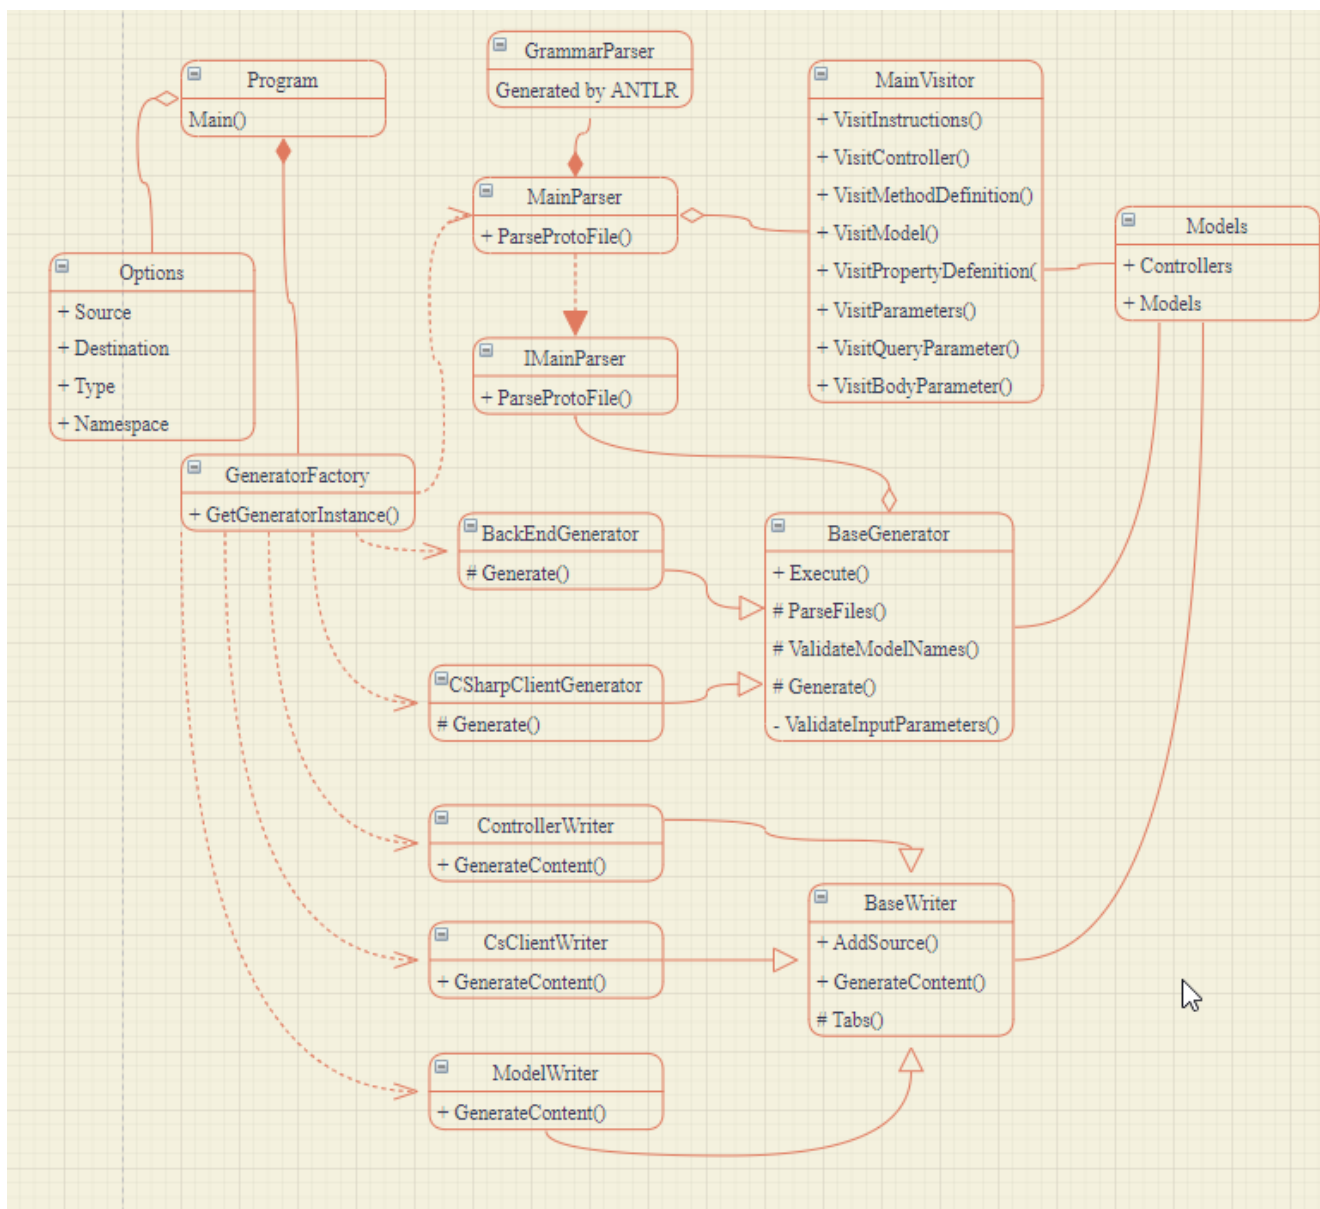 GrammarParser
Generated by ANTLR
Program
Main()
MainVisitor
+ VisitInstructions()
+ VisitController()
+ VisitMethodDefinition()
+ VisitModel()
+ VisitPropertyDefenition(
+ VisitParameters()
+ VisitQueryParameter()
+ VisitBodyParameter()
MainParser
+ ParseProtoFile()
Models
+ Controllers
+ Models
Options
+ Source
+ Destination
+ Type
+ Namespace
IMainParser
+ ParseProtoFile()
GeneratorFactory
+ GetGeneratorInstance()
BackEndGenerator
# Generate()
BaseGenerator
+ Execute()
# ParseFiles()
# ValidateModelNames()
# Generate()
- ValidateInputParameters()
CSharpClientGenerator
# Generate()
ControllerWriter
+ GenerateContent()
BaseWriter
+ AddSource()
+ GenerateContent()
# Tabs()
CsClientWriter
+ GenerateContent()
ModelWriter
+ GenerateContent()